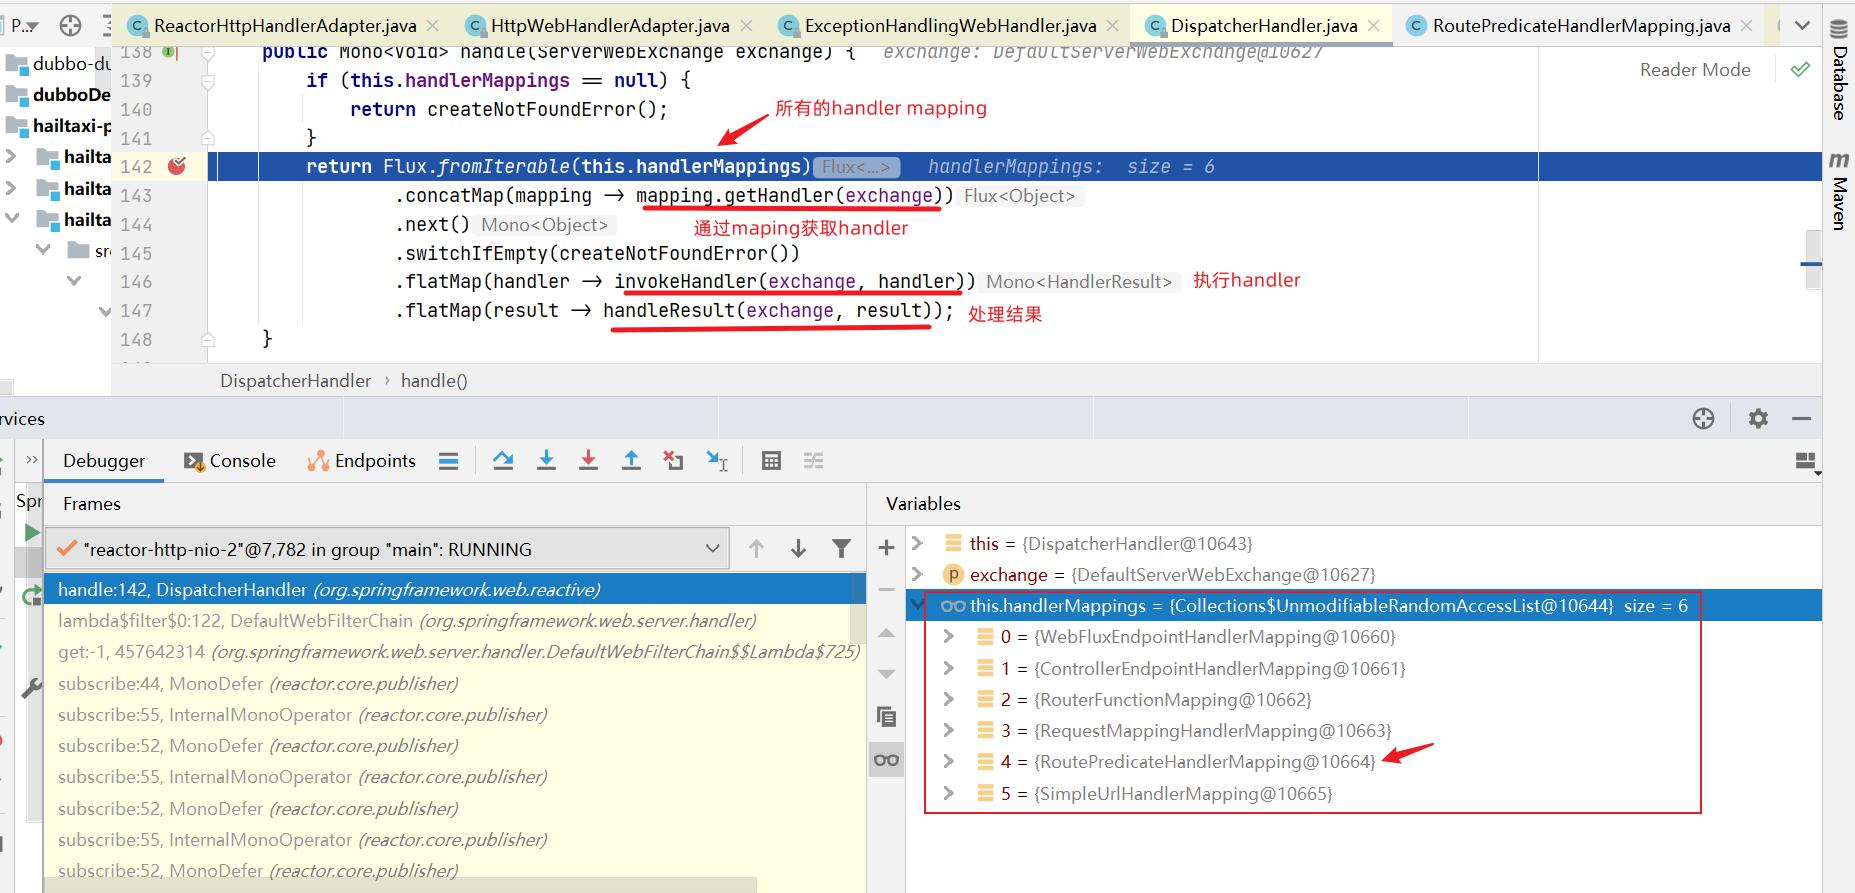 P...
ReactorHttpHandlerAdapter.java
HttpWebHandlerAdapter.java
ExceptionHandlingWebHandler.java
DispatcherHandler.java
RoutePredicateHandlerMapping.java
138 public Mono<Void> handle(ServerWebExchange exchange) { exchange: DefaultServerWebExchange@10627
139 if (this.handlerMappings == null) {
140 return createNotFoundError();
141 }
所有的handler mapping
142 return Flux.fromIterable(this.handlerMappings) Flux<...> handlerMappings: size = 6
143 .concatMap(mapping -> mapping.getHandler(exchange)) Flux<Object>
144 .next() Mono<Object>
通过maping获取handler
145 .switchIfEmpty(createNotFoundError())
146 .flatMap(handler -> invokeHandler(exchange, handler)) Mono<HandlerResult>
执行handler
147 .flatMap(result -> handleResult(exchange, result));
处理结果
148 }
Reader Mode
Database
Maven
dubbo-du
dubboDe
hailtaxi-p
hailta
hailta
hailta
src
DispatcherHandler › handle()
rvices
Debugger
Console
Endpoints
Spr
Frames
Variables
"reactor-http-nio-2"@7,782 in group "main": RUNNING
handle:142, DispatcherHandler (org.springframework.web.reactive)
lambda$filter$0:122, DefaultWebFilterChain (org.springframework.web.server.handler)
get:-1, 457642314 (org.springframework.web.server.handler.DefaultWebFilterChain$$Lambda$725)
subscribe:44, MonoDefer (reactor.core.publisher)
subscribe:55, InternalMonoOperator (reactor.core.publisher)
subscribe:52, MonoDefer (reactor.core.publisher)
subscribe:55, InternalMonoOperator (reactor.core.publisher)
subscribe:52, MonoDefer (reactor.core.publisher)
subscribe:55, InternalMonoOperator (reactor.core.publisher)
subscribe:52, MonoDefer (reactor.core.publisher)
this = {DispatcherHandler@10643}
exchange = {DefaultServerWebExchange@10627}
this.handlerMappings = {Collections$UnmodifiableRandomAccessList@10644} size = 6
0 = {WebFluxEndpointHandlerMapping@10660}
1 = {ControllerEndpointHandlerMapping@10661}
2 = {RouterFunctionMapping@10662}
3 = {RequestMappingHandlerMapping@10663}
4 = {RoutePredicateHandlerMapping@10664}
5 = {SimpleUrlHandlerMapping@10665}